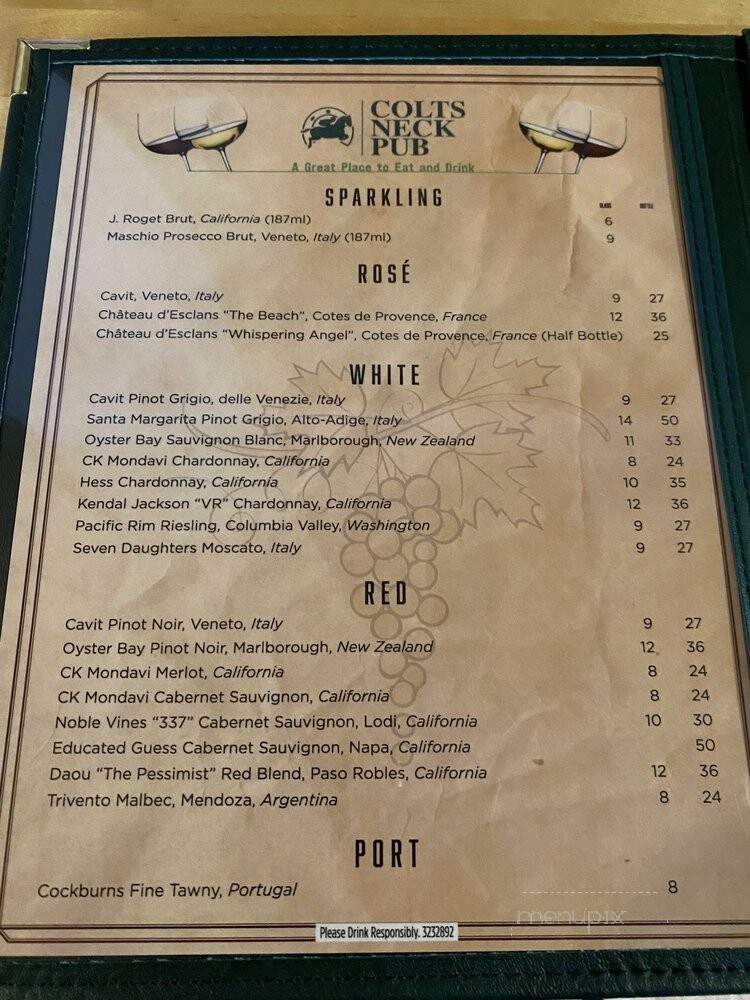 COLTS
NECK
PUB
A Great Place to Eat and Drink
SPARKLING
GLASS BOTTLE
J. Roget Brut, California (187ml) 6
Maschio Prosecco Brut, Veneto, Italy (187ml) 9
ROSÉ
Cavit, Veneto, Italy 9 27
Château d'Esclans "The Beach", Cotes de Provence, France 12 36
Château d'Esclans "Whispering Angel", Cotes de Provence, France (Half Bottle) 25
WHITE
Cavit Pinot Grigio, delle Venezie, Italy 9 27
Santa Margarita Pinot Grigio, Alto-Adige, Italy 14 50
Oyster Bay Sauvignon Blanc, Marlborough, New Zealand 11 33
CK Mondavi Chardonnay, California 8 24
Hess Chardonnay, California 10 35
Kendal Jackson "VR" Chardonnay, California 12 36
Pacific Rim Riesling, Columbia Valley, Washington 9 27
Seven Daughters Moscato, Italy 9 27
RED
Cavit Pinot Noir, Veneto, Italy 9 27
Oyster Bay Pinot Noir, Marlborough, New Zealand 12 36
CK Mondavi Merlot, California 8 24
CK Mondavi Cabernet Sauvignon, California 8 24
Noble Vines "337" Cabernet Sauvignon, Lodi, California 10 30
Educated Guess Cabernet Sauvignon, Napa, California 50
Daou "The Pessimist" Red Blend, Paso Robles, California 12 36
Trivento Malbec, Mendoza, Argentina 8 24
PORT
Cockburns Fine Tawny, Portugal 8
menupix
Please Drink Responsibly. 3232892